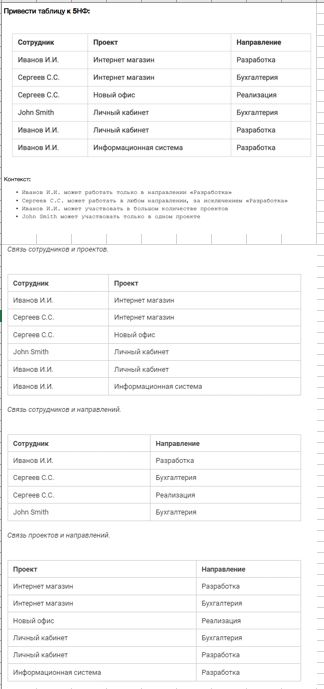 Привести таблицу к 5НФ:
Сотрудник Проект Направление
Иванов И.И. Интернет магазин Разработка
Сергеев С.С. Интернет магазин Бухгалтерия
Сергеев С.С. Новый офис Реализация
John Smith Личный кабинет Бухгалтерия
Иванов И.И. Личный кабинет Разработка
Иванов И.И. Информационная система Разработка
Контекст:
• Иванов И.И. может работать только в направлении «Разработка»
• Сергеев С.С. может работать в любом направлении, за исключением «Разработка»
• Иванов И.И. может участвовать в большом количестве проектов
• John Smith может участвовать только в одном проекте
Связь сотрудников и проектов.
Сотрудник Проект
Иванов И.И. Интернет магазин
Сергеев С.С. Интернет магазин
Сергеев С.С. Новый офис
John Smith Личный кабинет
Иванов И.И. Личный кабинет
Иванов И.И. Информационная система
Связь сотрудников и направлений.
Сотрудник Направление
Иванов И.И. Разработка
Сергеев С.С. Бухгалтерия
Сергеев С.С. Реализация
John Smith Бухгалтерия
Связь проектов и направлений.
Проект Направление
Интернет магазин Разработка
Интернет магазин Бухгалтерия
Новый офис Реализация
Личный кабинет Бухгалтерия
Личный кабинет Разработка
Информационная система Разработка